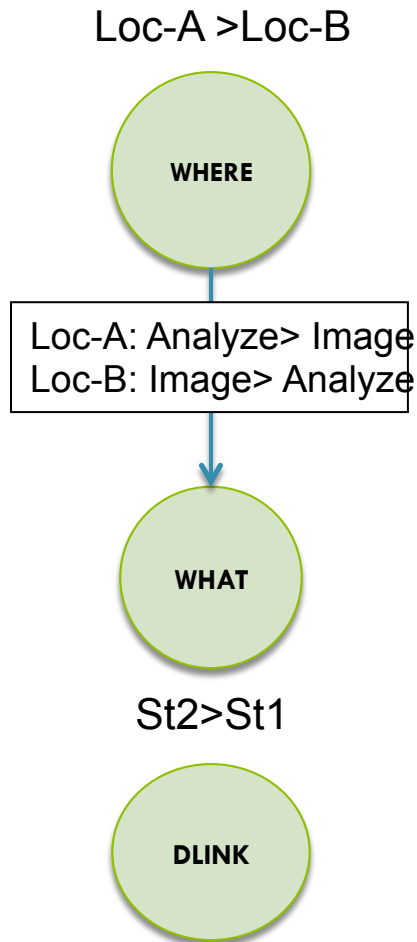 Loc-A >Loc-B
WHERE
Loc-A: Analyze> Image
Loc-B: Image> Analyze
WHAT
St2>St1
DLINK